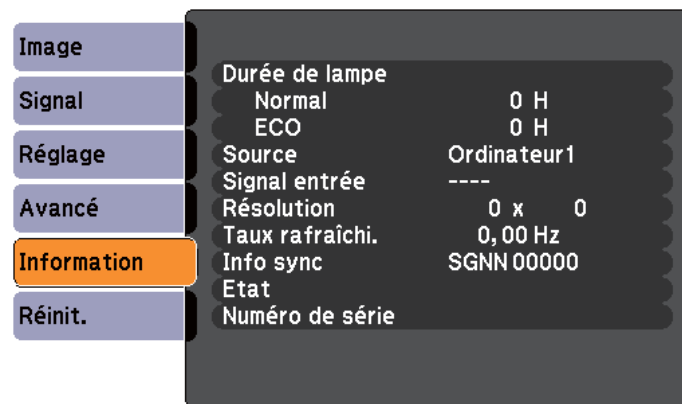 Image
Signal
Réglage
Avancé
Information
Réinit.
Durée de lampe
Normal 0 H
ECO 0 H
Source Ordinateur1
Signal entrée ----
Résolution 0 x 0
Taux rafraîchi. 0,00 Hz
Info sync SGNN 00000
Etat
Numéro de série